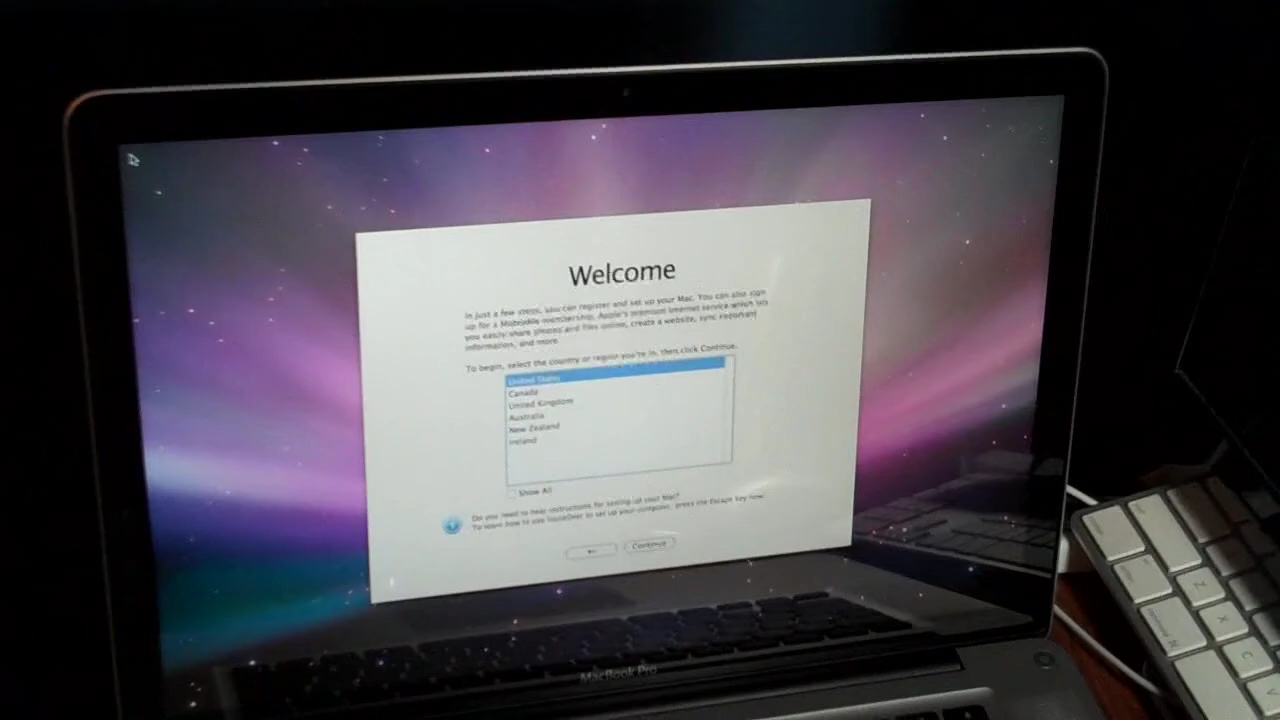 Welcome
In just a few steps, you can register and set up your Mac. You can also sign
up for a MobileMe membership, Apple's premium Internet service which lets
you easily share photos and files online, create a website, sync important
information, and more.
To begin, select the country or region you're in, then click Continue.
United States
Canada
United Kingdom
Australia
New Zealand
Ireland
Show All
Do you need to hear instructions for setting up your Mac?
To learn how to use VoiceOver to set up your computer, press the Escape key now.
Continue
MacBook Pro
Z
X
C
V